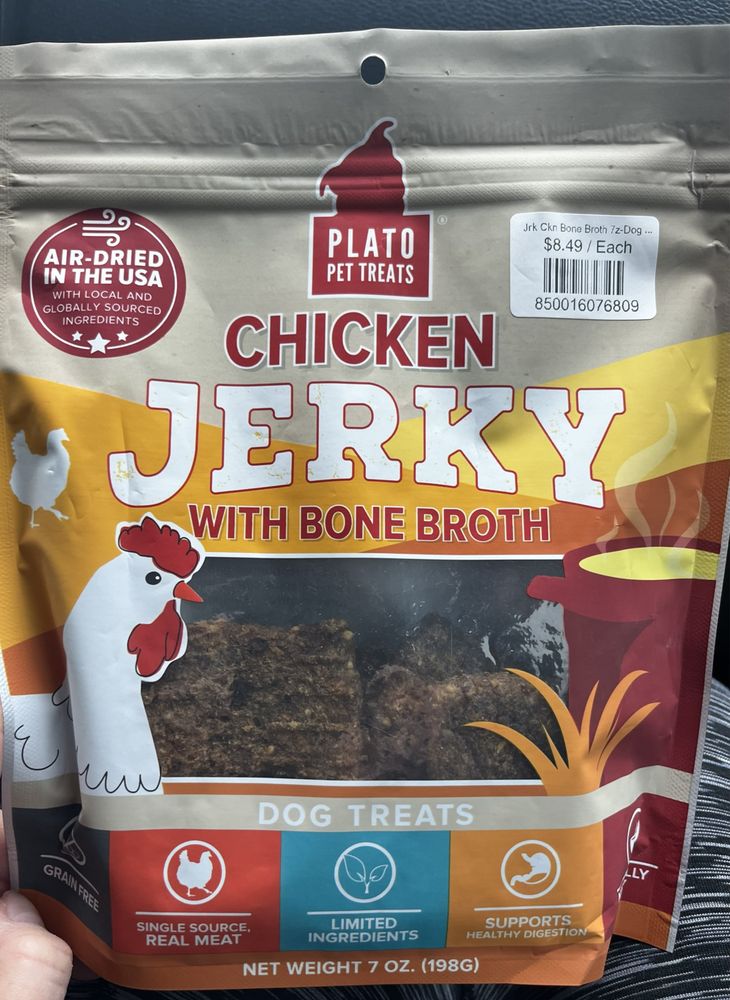 PLATO
PET TREATS
®
AIR-DRIED
IN THE USA
WITH LOCAL AND
GLOBALLY SOURCED
INGREDIENTS
Jrk Ckn Bone Broth 7z-Dog ...
$8.49 / Each
850016076809
CHICKEN
JERKY
WITH BONE BROTH
DOG TREATS
GRAIN FREE
SINGLE SOURCE,
REAL MEAT
LIMITED
INGREDIENTS
SUPPORTS
HEALTHY DIGESTION
NET WEIGHT 7 OZ. (198G)